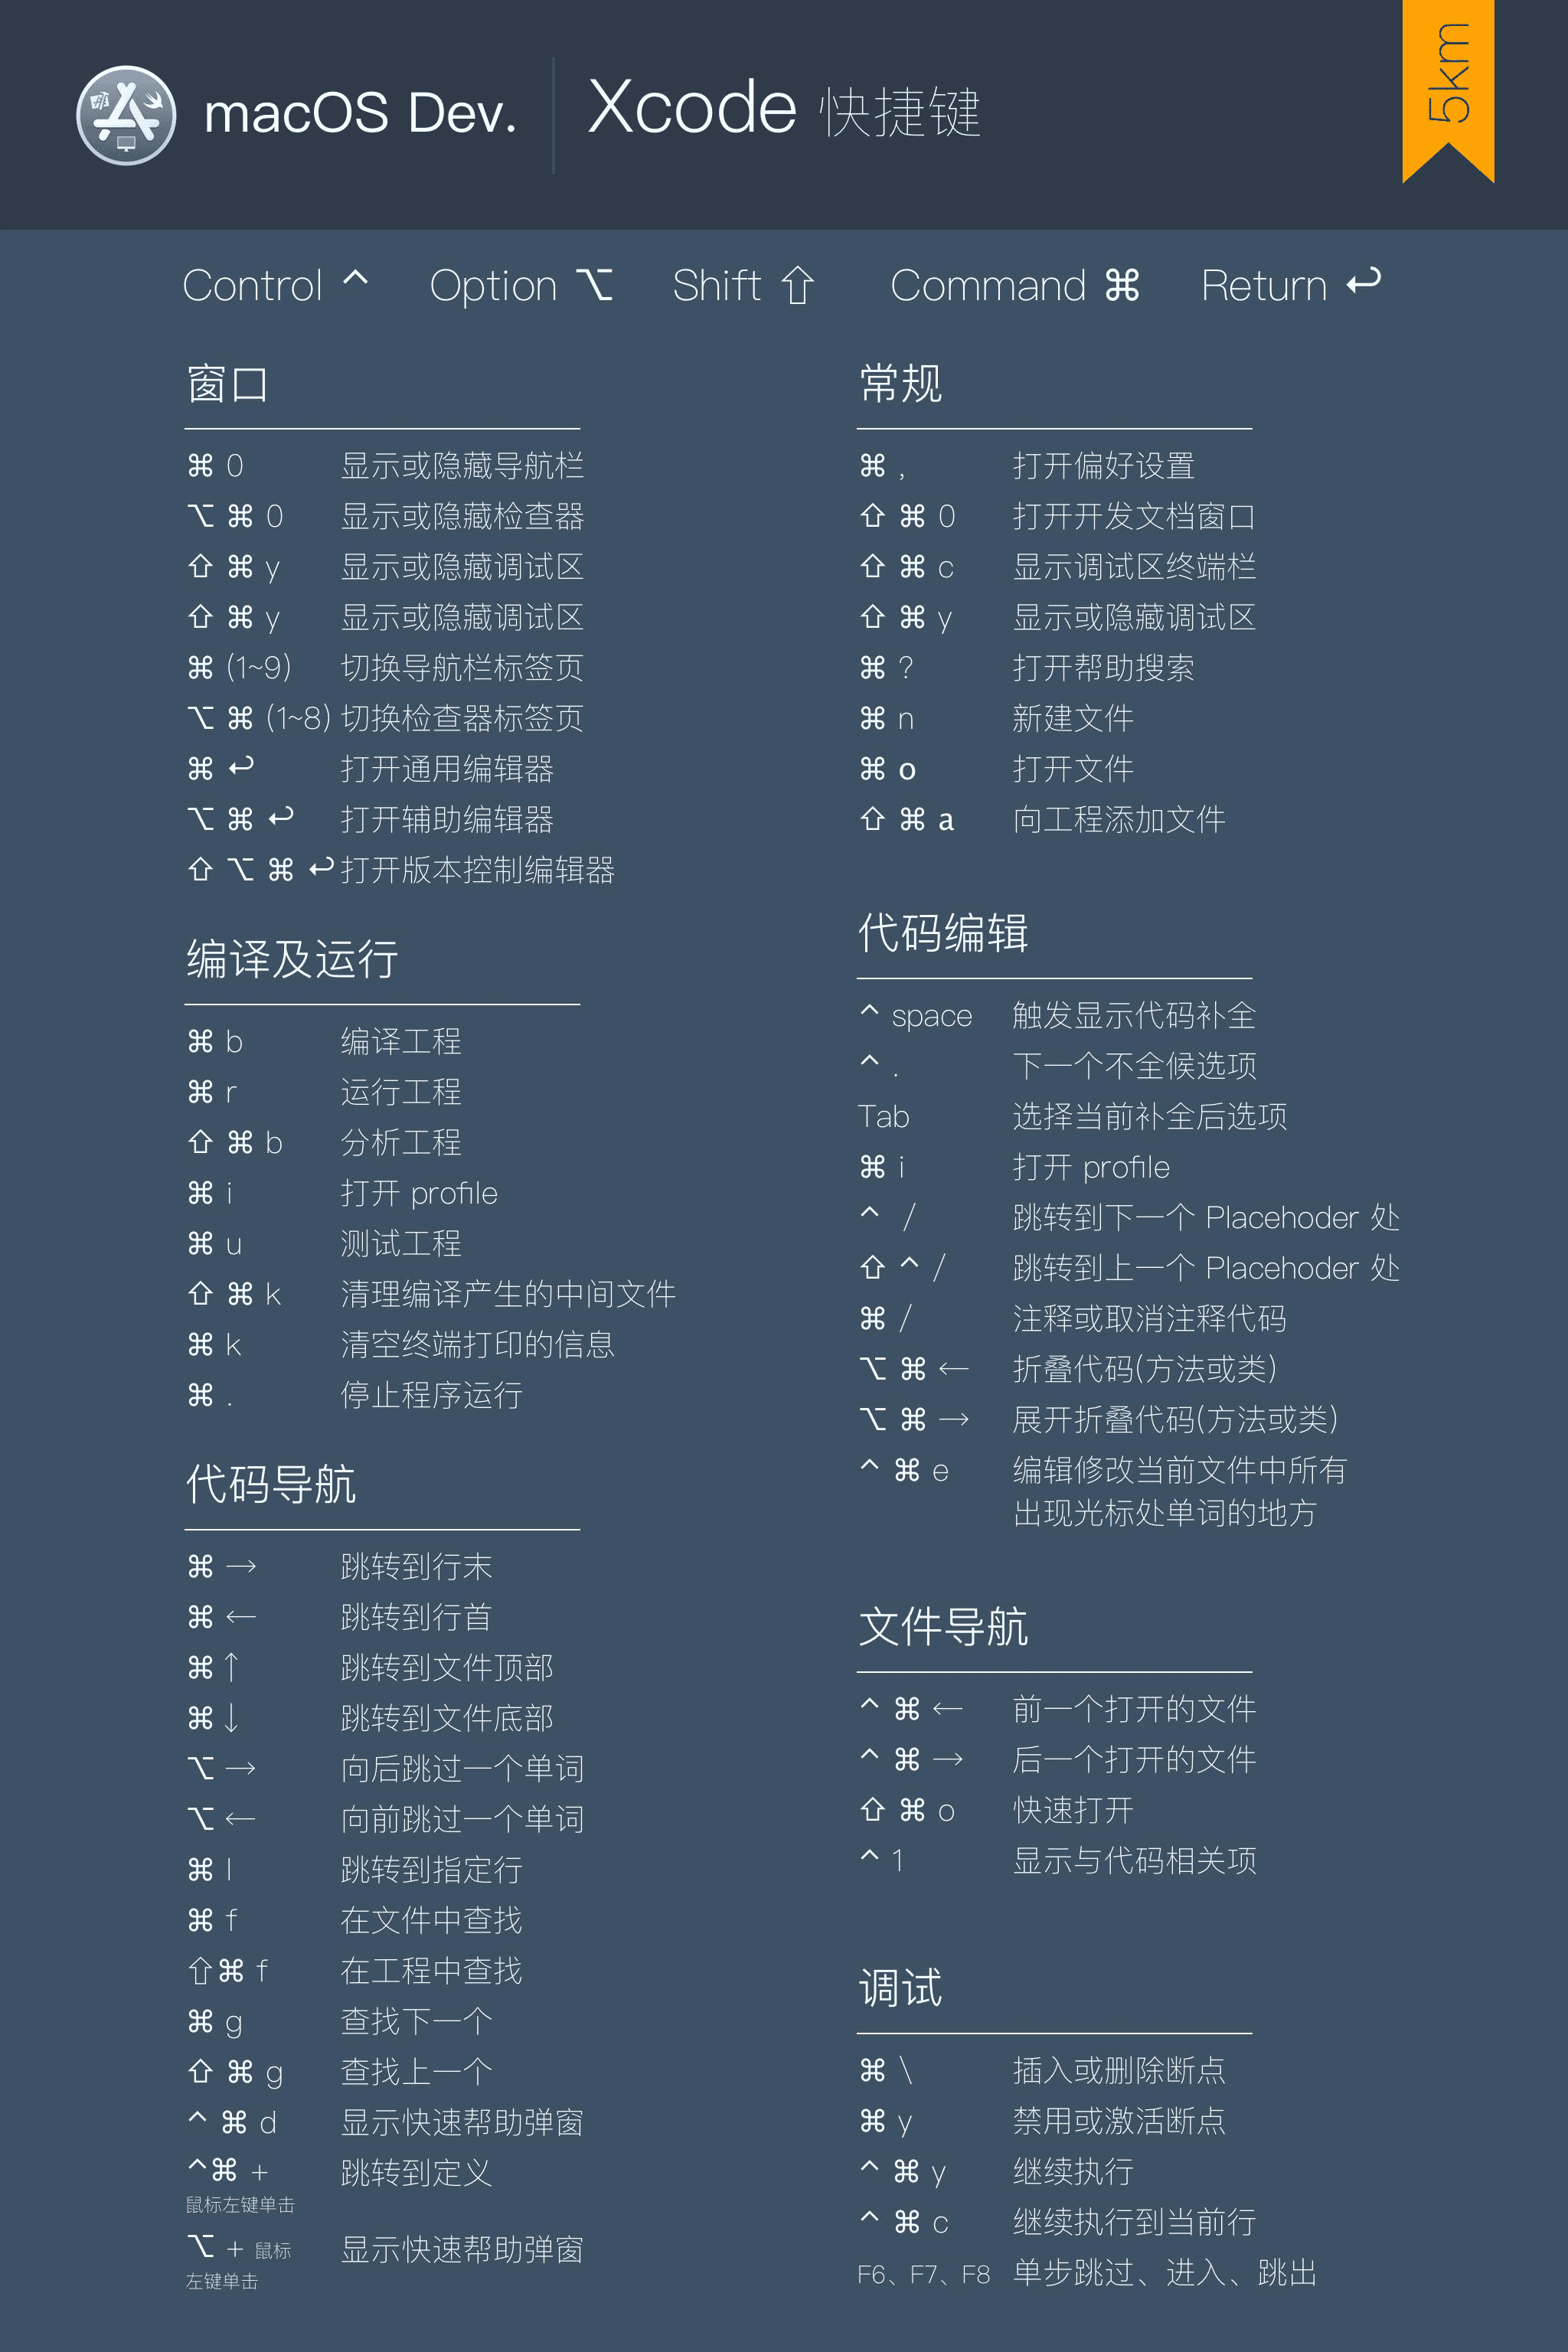 macOS Dev.
Xcode 快捷键
5km
Control ⌃ Option ⌥ Shift ⇧ Command ⌘ Return ↩
窗口
⌘ 0 显示或隐藏导航栏
⌥ ⌘ 0 显示或隐藏检查器
⇧ ⌘ y 显示或隐藏调试区
⇧ ⌘ y 显示或隐藏调试区
⌘ (1~9) 切换导航栏标签页
⌥ ⌘ (1~8) 切换检查器标签页
⌘ ↩ 打开通用编辑器
⌥ ⌘ ↩ 打开辅助编辑器
⇧ ⌥ ⌘ ↩ 打开版本控制编辑器
编译及运行
⌘ b 编译工程
⌘ r 运行工程
⇧ ⌘ b 分析工程
⌘ i 打开 profile
⌘ u 测试工程
⇧ ⌘ k 清理编译产生的中间文件
⌘ k 清空终端打印的信息
⌘ . 停止程序运行
代码导航
⌘ → 跳转到行末
⌘ ← 跳转到行首
⌘ ↑ 跳转到文件顶部
⌘ ↓ 跳转到文件底部
⌥ → 向后跳过一个单词
⌥ ← 向前跳过一个单词
⌘ l 跳转到指定行
⌘ f 在文件中查找
⇧⌘ f 在工程中查找
⌘ g 查找下一个
⇧ ⌘ g 查找上一个
⌃ ⌘ d 显示快速帮助弹窗
⌃⌘ + 跳转到定义
鼠标左键单击
⌥ + 鼠标 显示快速帮助弹窗
左键单击
常规
⌘ , 打开偏好设置
⇧ ⌘ 0 打开开发文档窗口
⇧ ⌘ c 显示调试区终端栏
⇧ ⌘ y 显示或隐藏调试区
⌘ ? 打开帮助搜索
⌘ n 新建文件
⌘ o 打开文件
⇧ ⌘ a 向工程添加文件
代码编辑
⌃ space 触发显示代码补全
⌃ . 下一个不全候选项
Tab 选择当前补全后选项
⌘ i 打开 profile
⌃ / 跳转到下一个 Placehoder 处
⇧ ⌃ / 跳转到上一个 Placehoder 处
⌘ / 注释或取消注释代码
⌥ ⌘ ← 折叠代码(方法或类)
⌥ ⌘ → 展开折叠代码(方法或类)
⌃ ⌘ e 编辑修改当前文件中所有
出现光标处单词的地方
文件导航
⌃ ⌘ ← 前一个打开的文件
⌃ ⌘ → 后一个打开的文件
⇧ ⌘ o 快速打开
⌃ 1 显示与代码相关项
调试
⌘ \ 插入或删除断点
⌘ y 禁用或激活断点
⌃ ⌘ y 继续执行
⌃ ⌘ c 继续执行到当前行
F6、F7、F8 单步跳过、进入、跳出